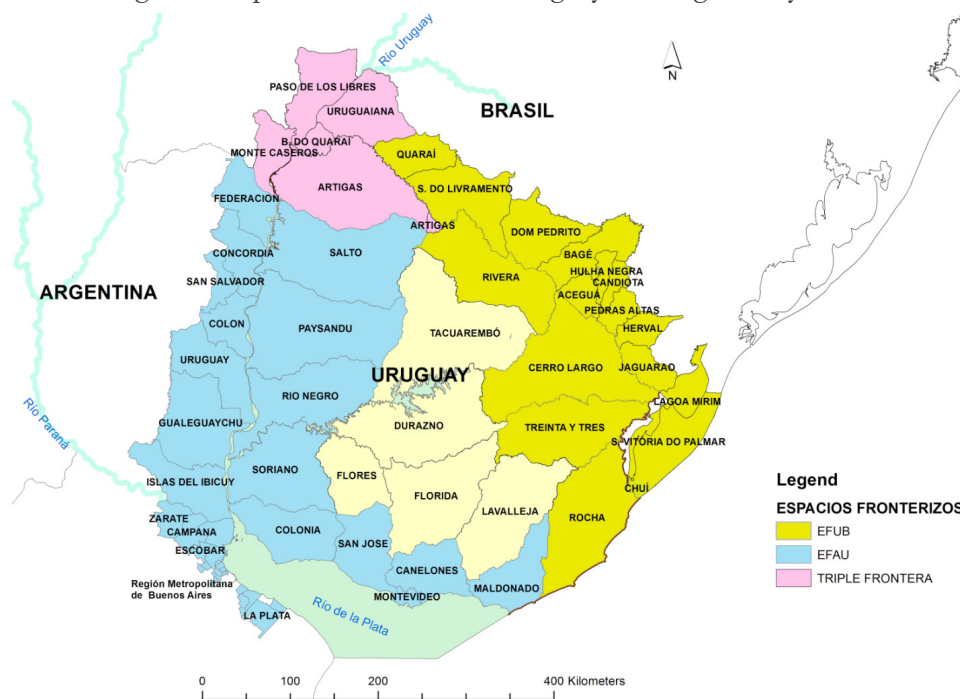 Río Uruguay
PASO DE LOS LIBRES
URUGUAIANA
BRASIL
N
B. DO QUARAÍ
MONTE CASEROS
QUARAÍ
ARTIGAS
S. DO LIVRAMENTO
FEDERACION
ARTIGAS
DOM PEDRITO
CONCORDIA
SALTO
BAGÉ
HULHA NEGRA
CANDIOTA
RIVERA
SAN SALVADOR
ACEGUÁ
ARGENTINA
PEDRAS ALTAS
COLON
PAYSANDU
TACUAREMBÓ
HERVAL
URUGUAY
CERRO LARGO
JAGUARAO
URUGUAY
RIO NEGRO
LAGOA MIRIM
Río Paraná
GUALEGUAYCHU
DURAZNO
TREINTA Y TRES
S. VITÓRIA DO PALMAR
SORIANO
FLORES
ISLAS DEL IBICUY
FLORIDA
CHUÍ
LAVALLEJA
ROCHA
ZARATE
CAMPANA
COLONIA
SAN JOSE
ESCOBAR
CANELONES
Región Metropolitana
de Buenos Aires
MONTEVIDEO
MALDONADO
LA PLATA
Río de la Plata
Legend
ESPACIOS FRONTERIZOS
EFUB
EFAU
TRIPLE FRONTERA
0 100 200 400 Kilometers